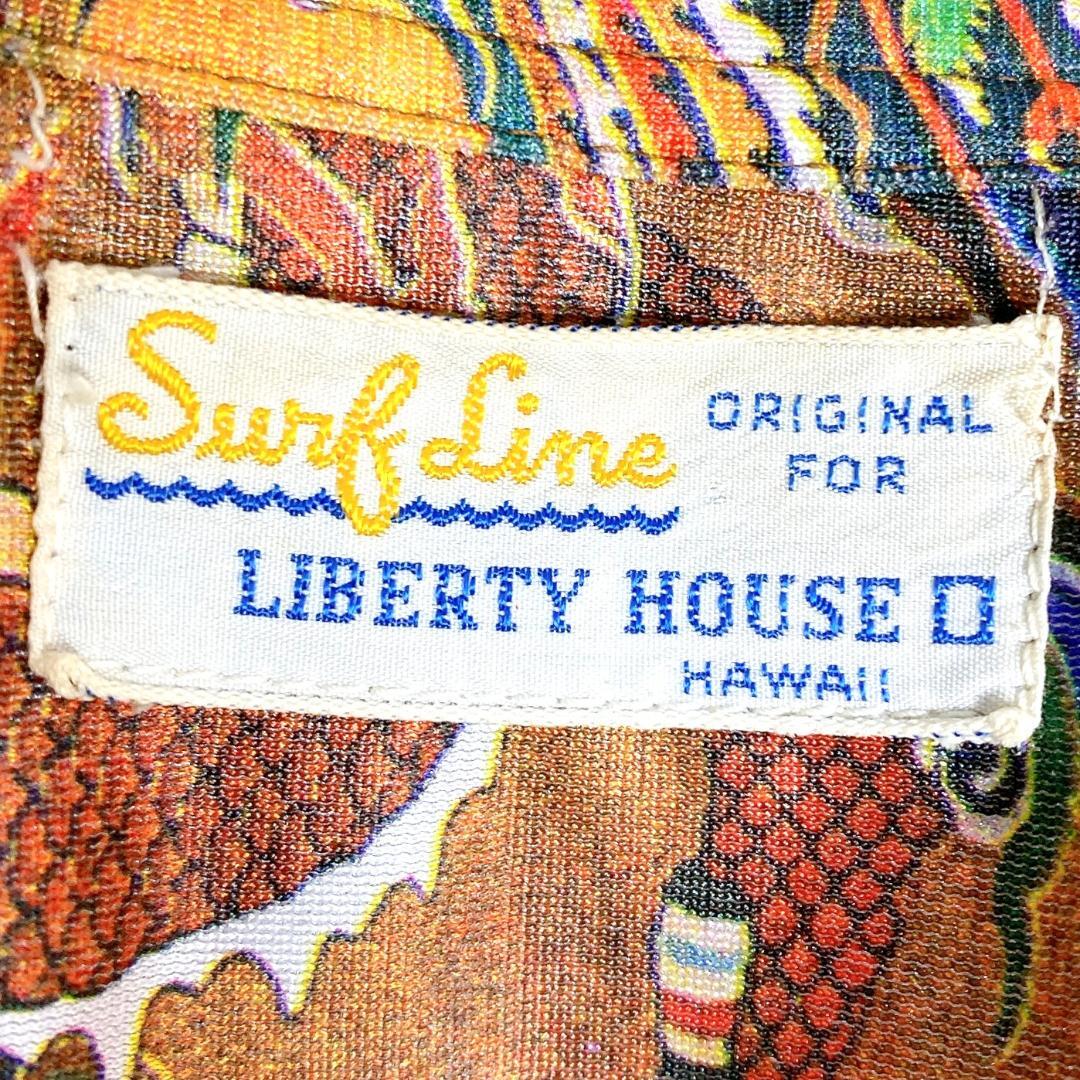 Surf Line
ORIGINAL
FOR
LIBERTY HOUSE
HAWAII